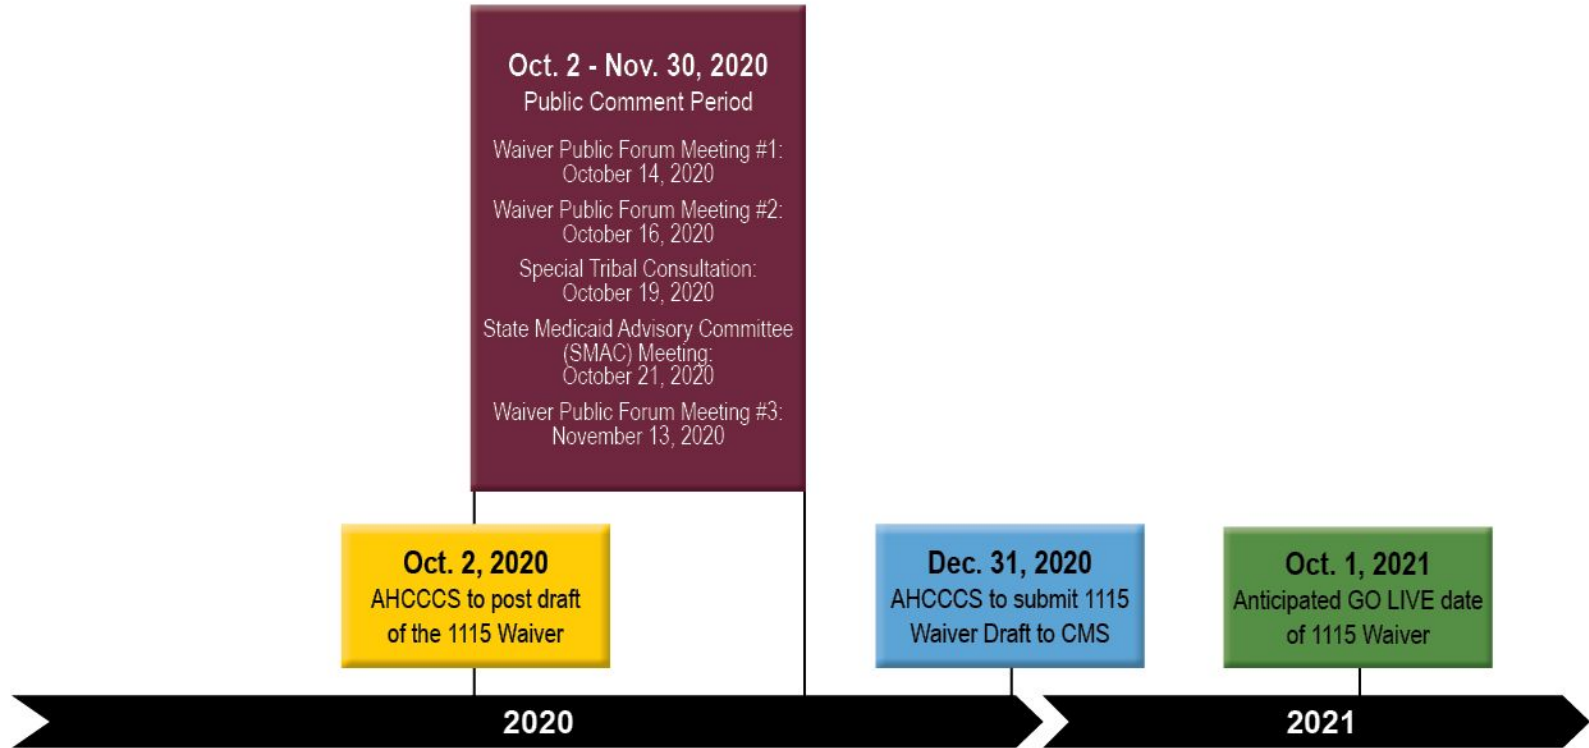 Oct. 2 - Nov. 30, 2020
Public Comment Period
Waiver Public Forum Meeting #1:
October 14, 2020
Waiver Public Forum Meeting #2:
October 16, 2020
Special Tribal Consultation:
October 19, 2020
State Medicaid Advisory Committee
(SMAC) Meeting:
October 21, 2020
Waiver Public Forum Meeting #3:
November 13, 2020
Oct. 2, 2020
AHCCCS to post draft
of the 1115 Waiver
Dec. 31, 2020
AHCCCS to submit 1115
Waiver Draft to CMS
Oct. 1, 2021
Anticipated GO LIVE date
of 1115 Waiver
2020
2021